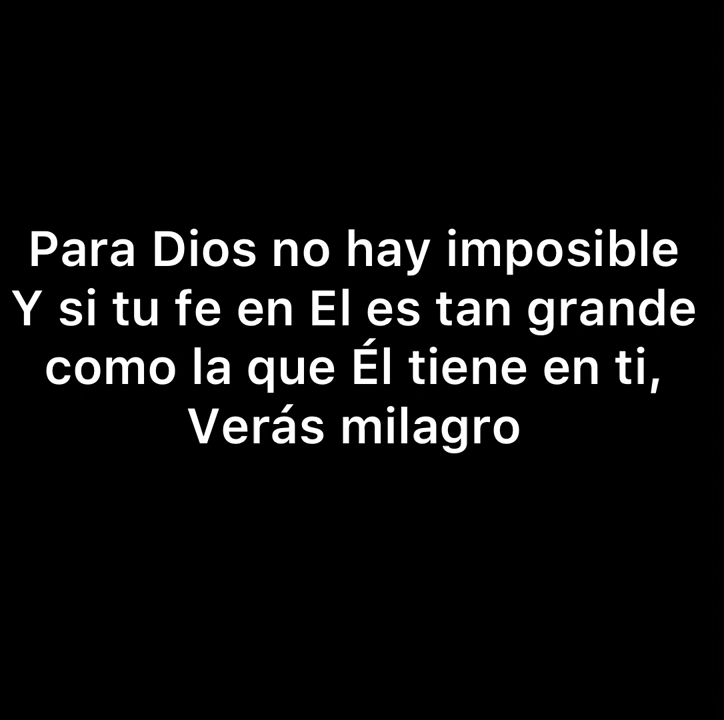 Para Dios no hay imposible
Y si tu fe en El es tan grande
como la que Él tiene en ti,
Verás milagro